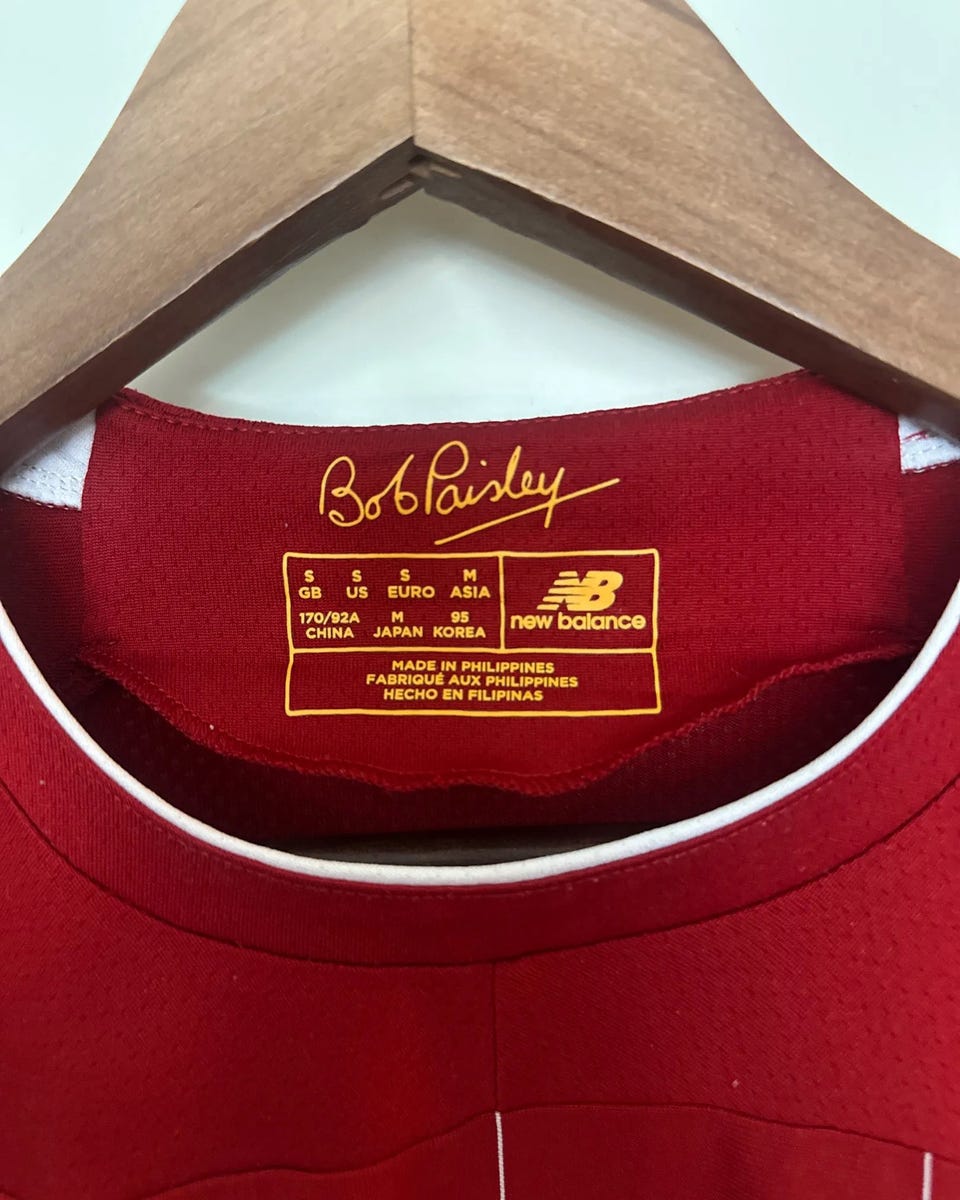 Bob Paisley
S S S M
GB US EURO ASIA
170/92A M 95
CHINA JAPAN KOREA
NB
new balance
MADE IN PHILIPPINES
FABRIQUÉ AUX PHILIPPINES
HECHO EN FILIPINAS